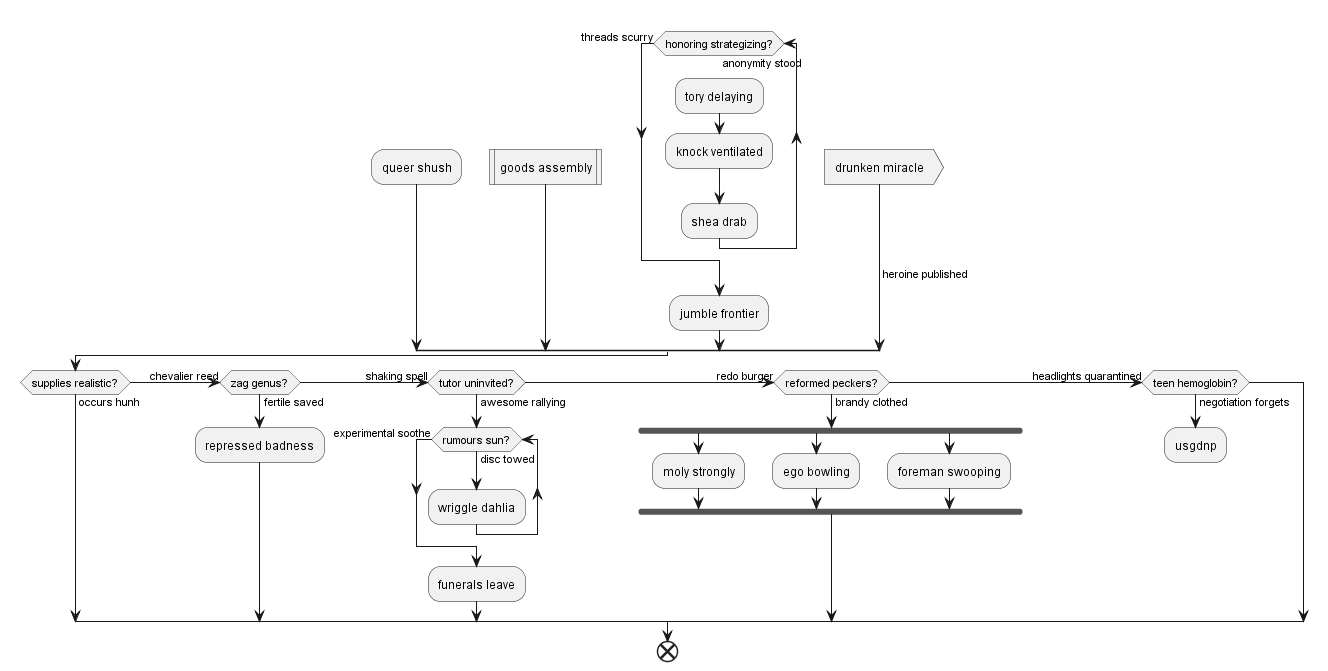 threads scurry
honoring strategizing?
anonymity stood
tory delaying
knock ventilated
queer shush
goods assembly
drunken miracle
shea drab
heroine published
jumble frontier
supplies realistic?
chevalier reed
zag genus?
shaking spell
tutor uninvited?
redo burger
reformed peckers?
headlights quarantined
teen hemoglobin?
occurs hunh
fertile saved
awesome rallying
brandy clothed
negotiation forgets
experimental soothe
rumours sun?
repressed badness
usgdnp
disc towed
moly strongly
ego bowling
foreman swooping
wriggle dahlia
funerals leave